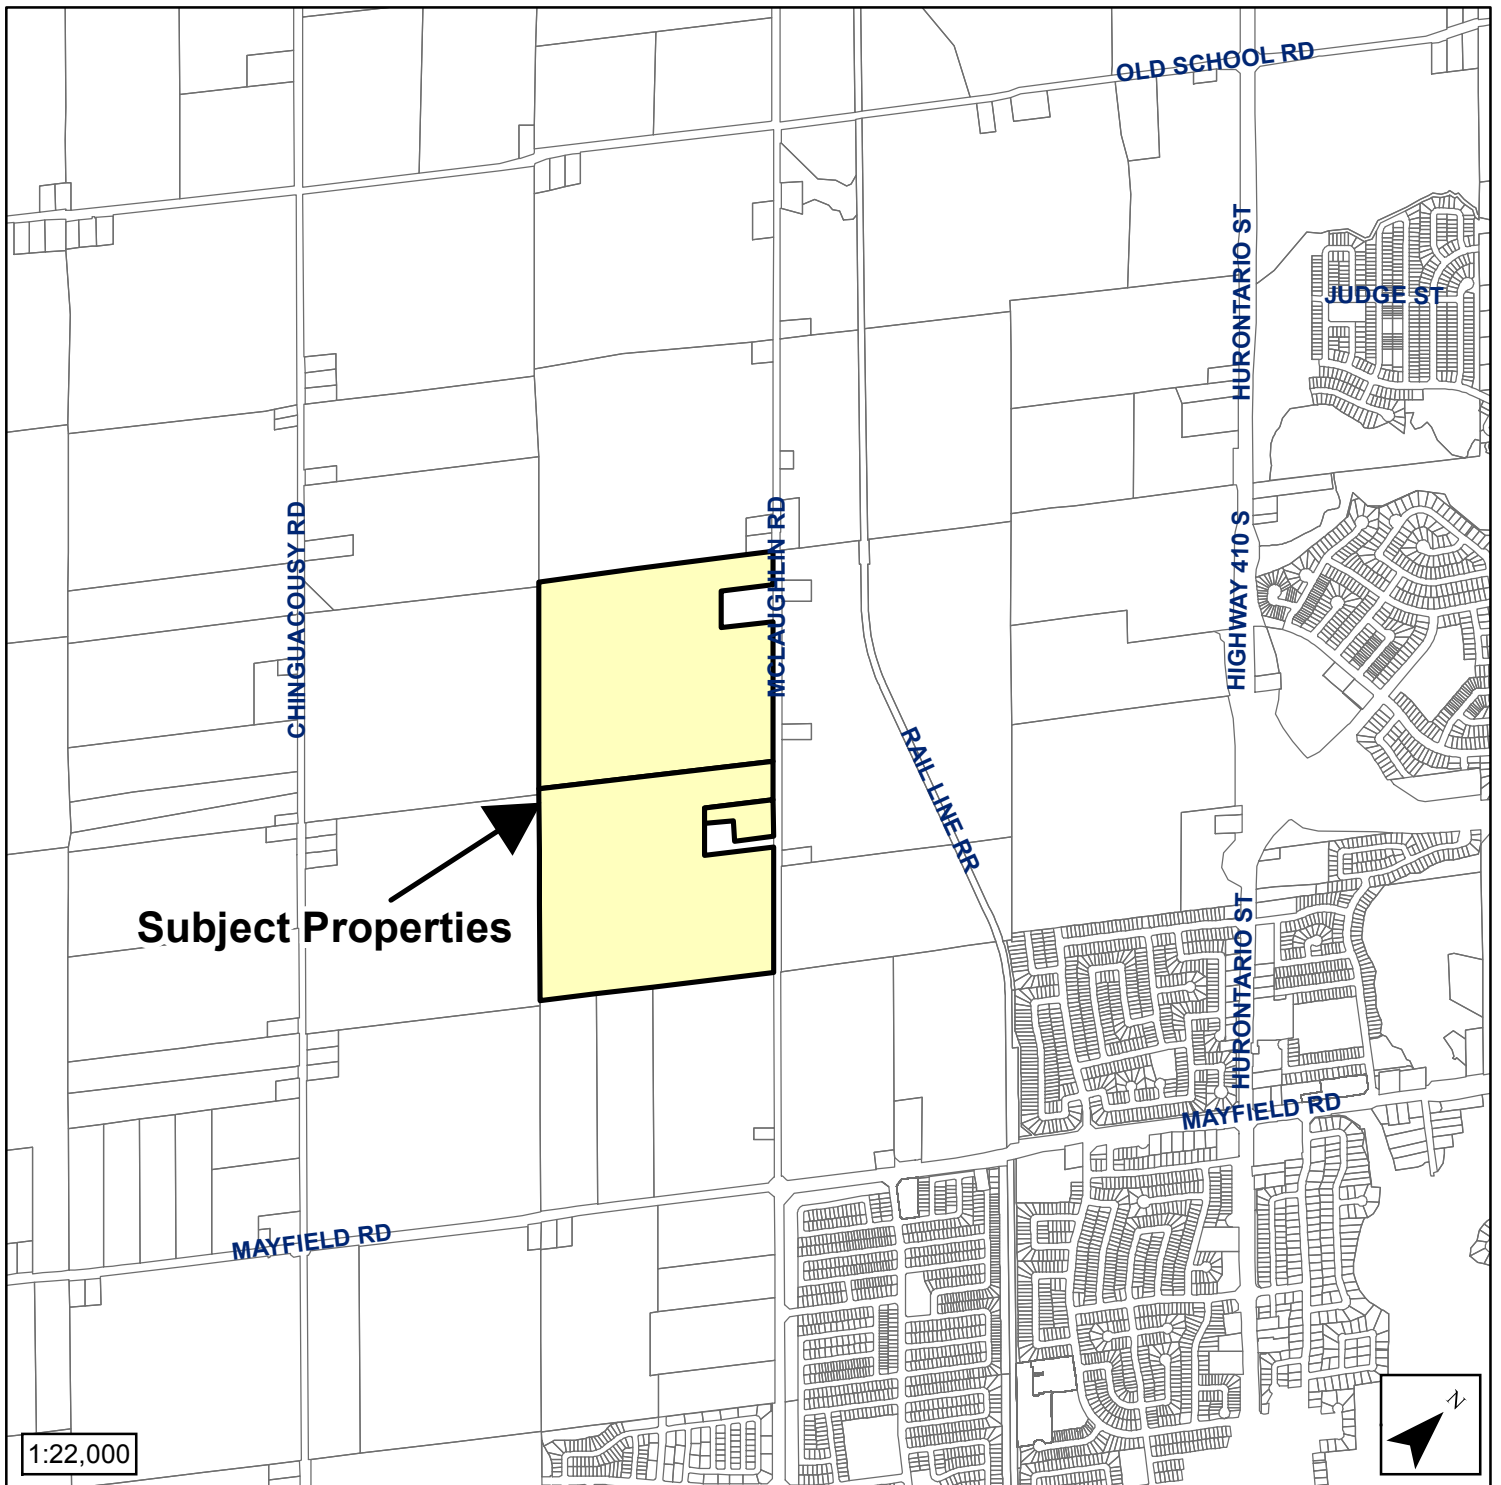 OLD SCHOOL RD
HURONTARIO ST
JUDGE ST
CHINGUACOUSY RD
MCLAUGHLIN RD
HIGHWAY 410 S
RAIL LINE RR
Subject Properties
HURONTARIO ST
MAYFIELD RD
MAYFIELD RD
N
1:22,000